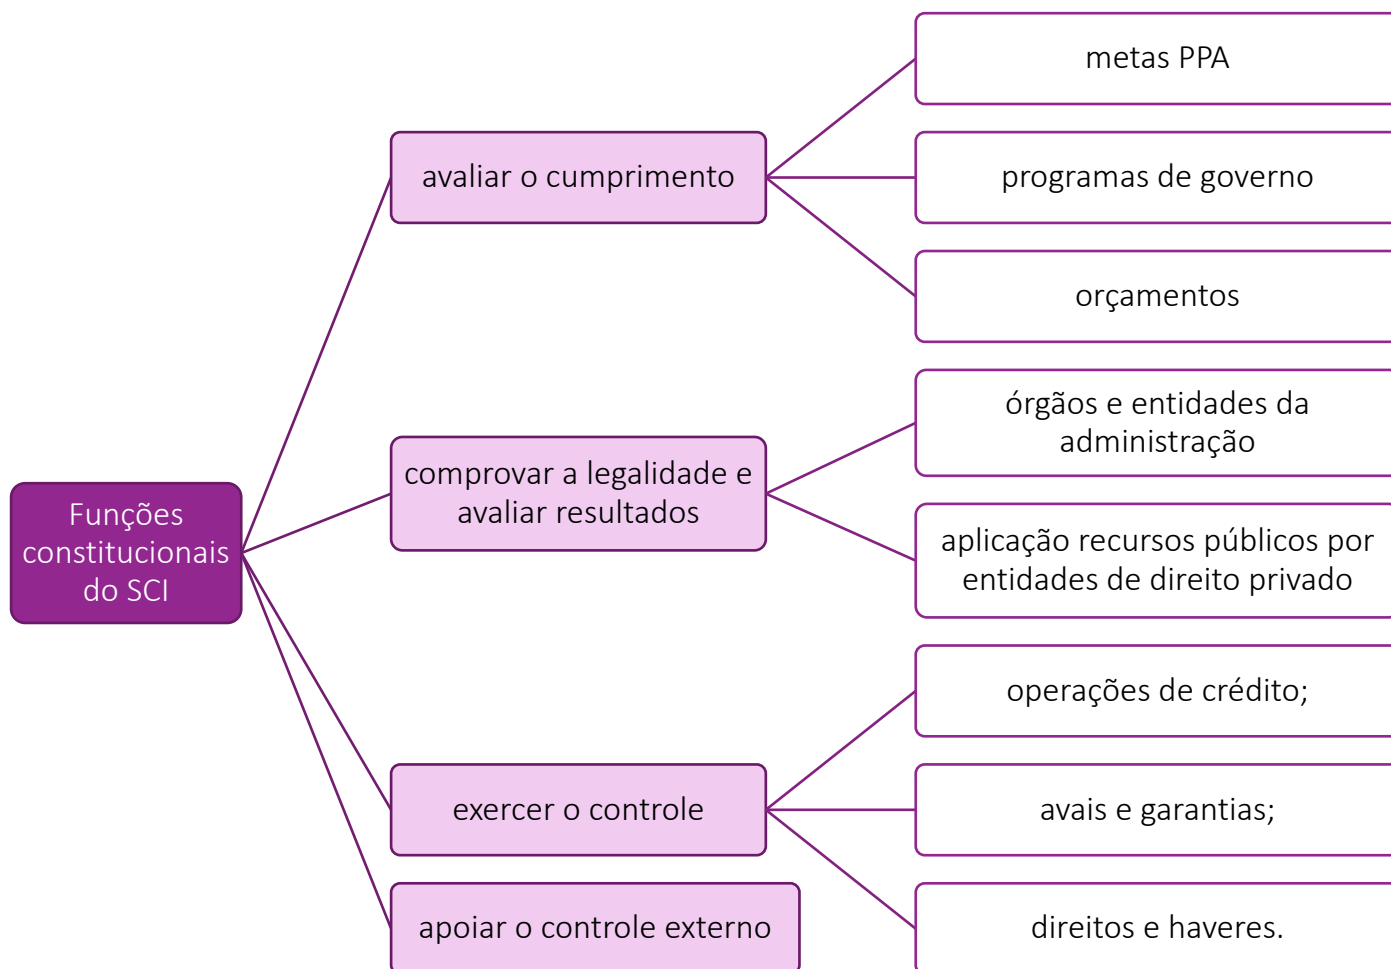 Funções
constitucionais
do SCI
avaliar o cumprimento
metas PPA
programas de governo
orçamentos
comprovar a legalidade e
avaliar resultados
órgãos e entidades da
administração
aplicação recursos públicos por
entidades de direito privado
exercer o controle
operações de crédito;
avais e garantias;
direitos e haveres.
apoiar o controle externo